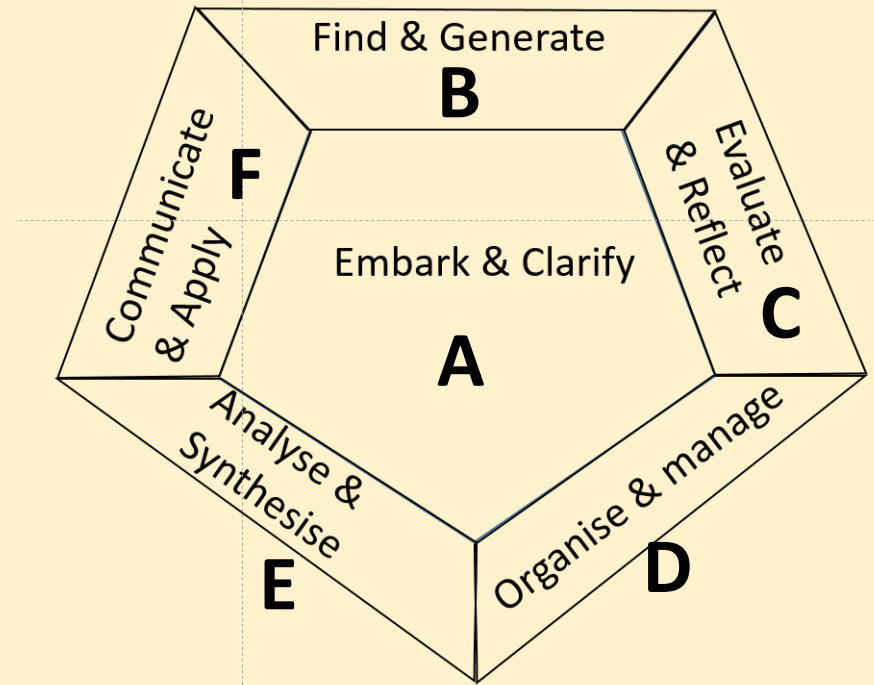 Find & Generate
B
Evaluate
& Reflect
C
Organise & manage
D
Analyse &
Synthesise
E
Communicate
& Apply
F
Embark & Clarify
A